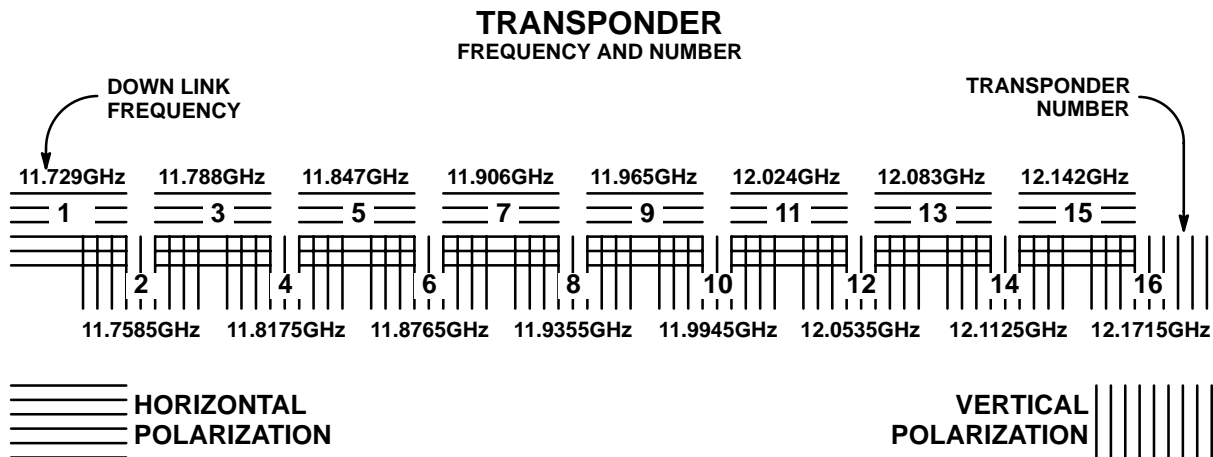 TRANSPONDER
FREQUENCY AND NUMBER
DOWN LINK
FREQUENCY
TRANSPONDER
NUMBER
11.729GHz 11.788GHz 11.847GHz 11.906GHz 11.965GHz 12.024GHz 12.083GHz 12.142GHz
1 3 5 7 9 11 13 15
2 4 6 8 10 12 14 16
11.7585GHz 11.8175GHz 11.8765GHz 11.9355GHz 11.9945GHz 12.0535GHz 12.1125GHz 12.1715GHz
HORIZONTAL
POLARIZATION
VERTICAL
POLARIZATION